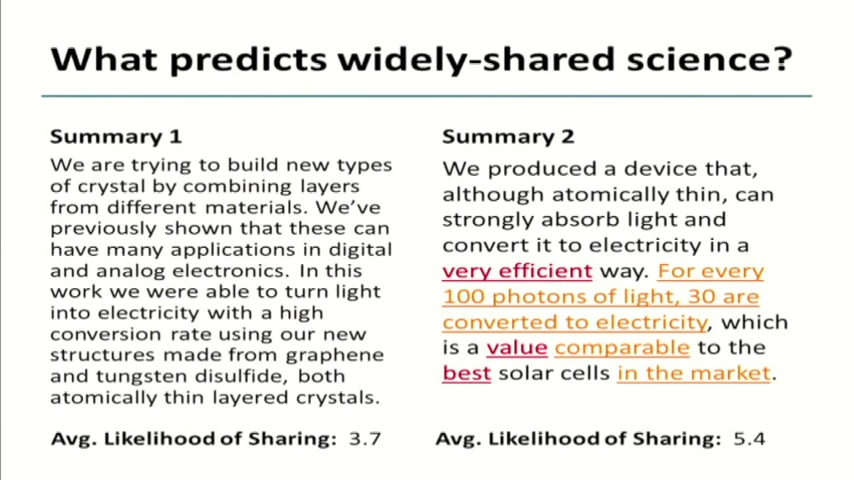 What predicts widely-shared science?
Summary 1
We are trying to build new types
of crystal by combining layers
from different materials. We've
previously shown that these can
have many applications in digital
and analog electronics. In this
work we were able to turn light
into electricity with a high
conversion rate using our new
structures made from graphene
and tungsten disulfide, both
atomically thin layered crystals.
Avg. Likelihood of Sharing: 3.7
Summary 2
We produced a device that,
although atomically thin, can
strongly absorb light and
convert it to electricity in a
very efficient way. For every
100 photons of light, 30 are
converted to electricity, which
is a value comparable to the
best solar cells in the market.
Avg. Likelihood of Sharing: 5.4